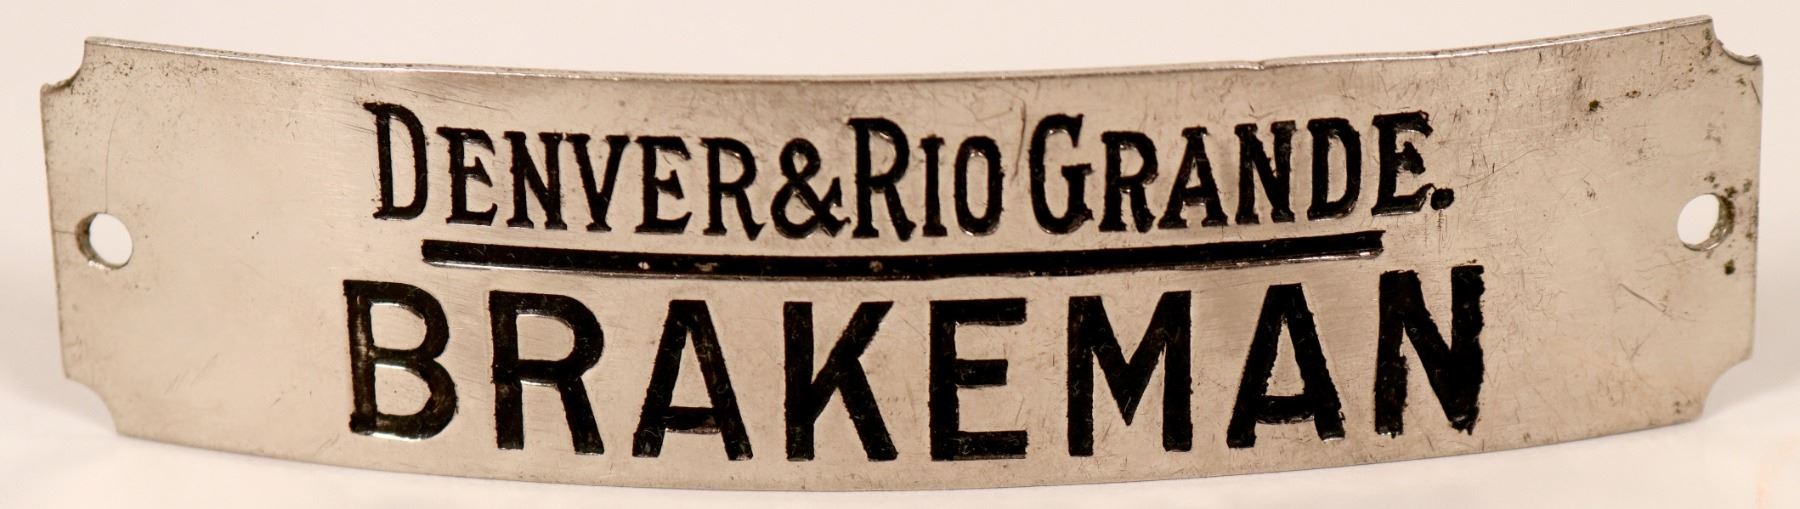 DENVER & RIO GRANDE.
BRAKEMAN